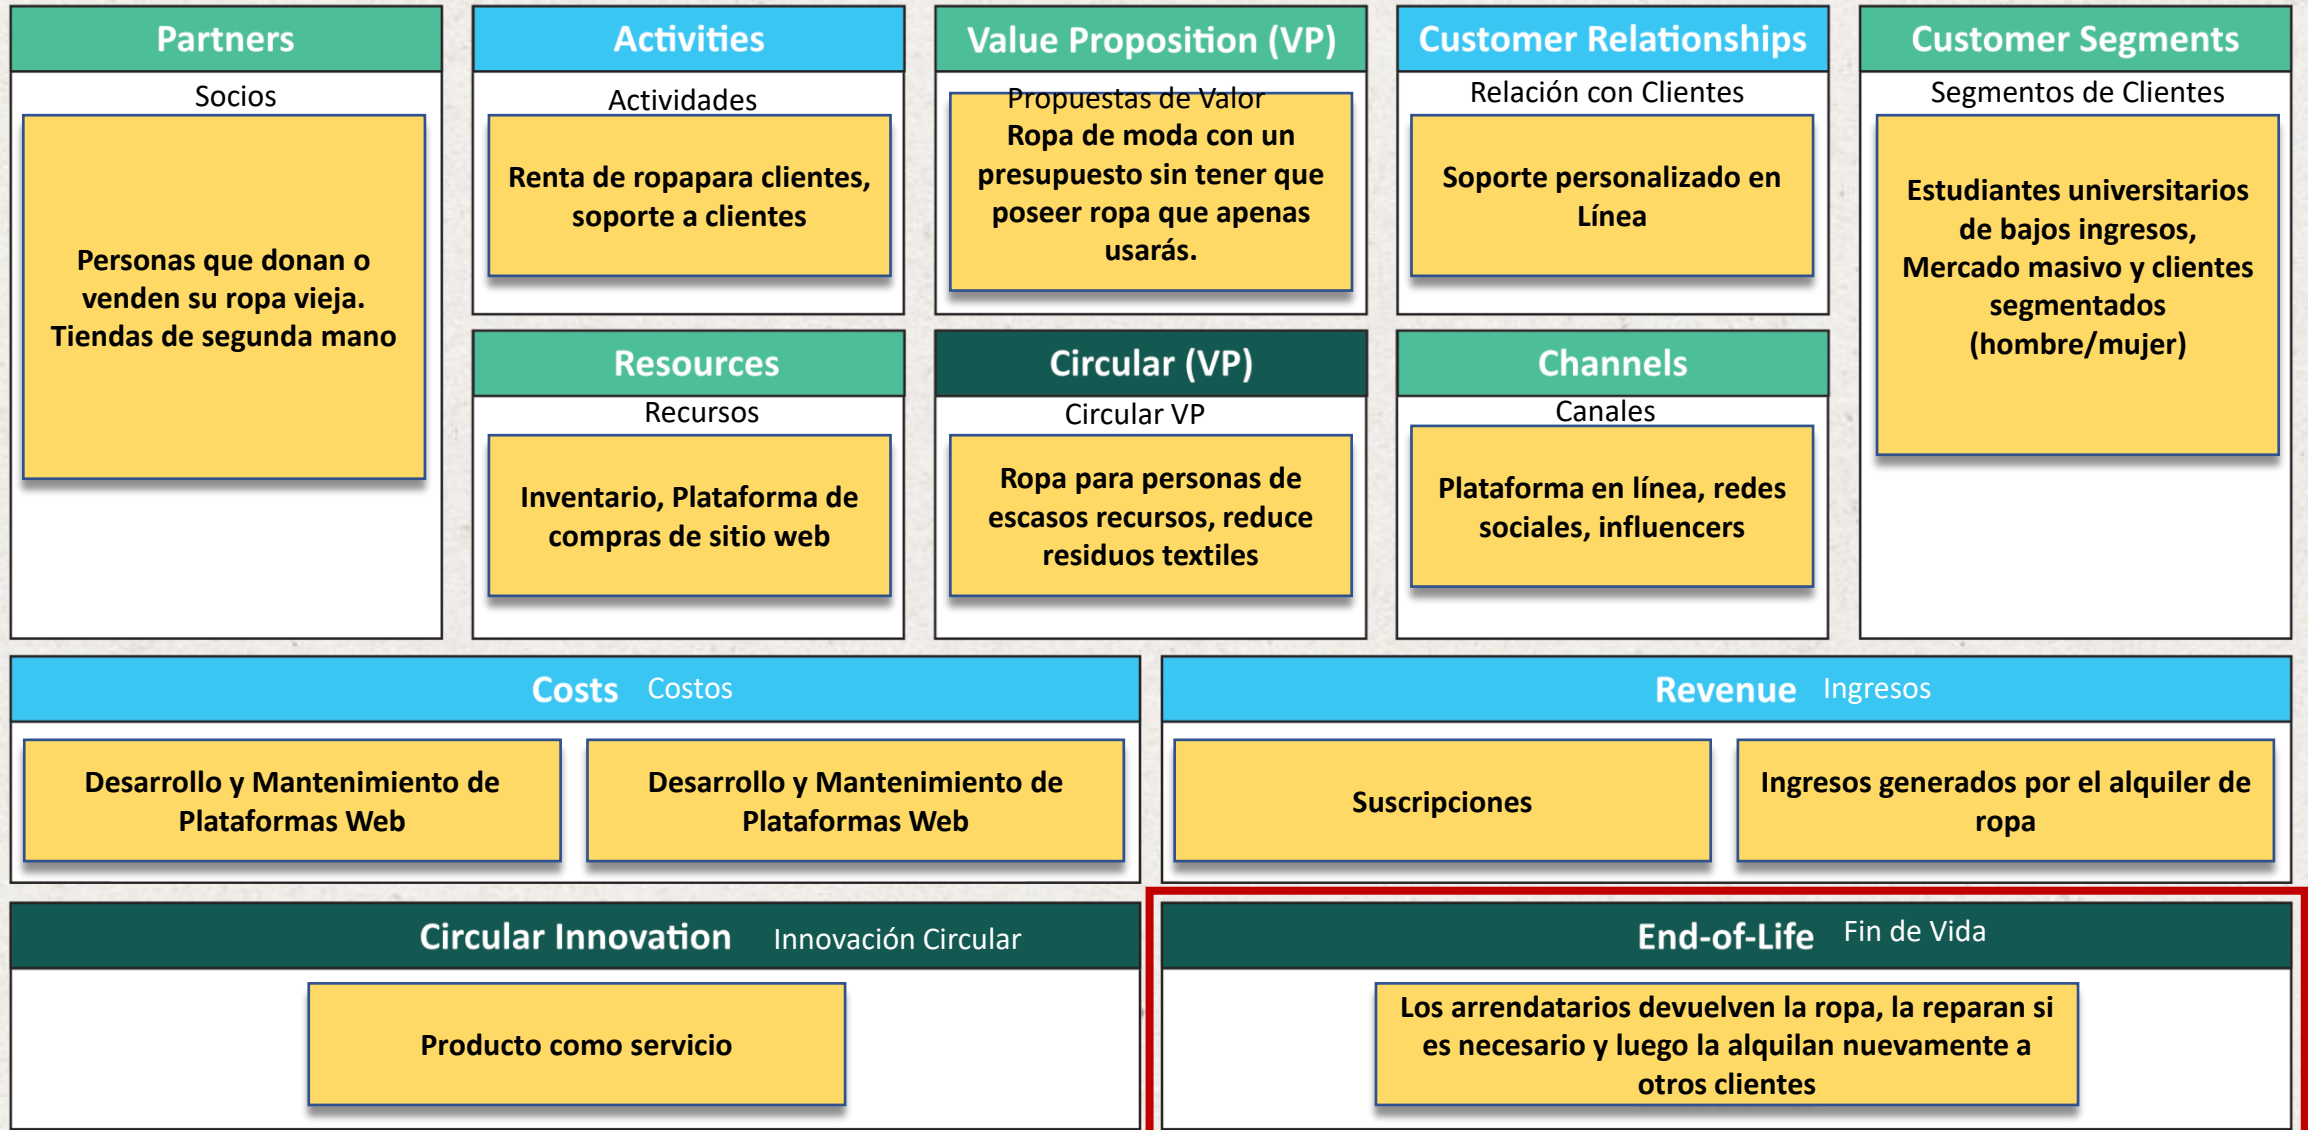 Partners
Socios
Personas que donan o
venden su ropa vieja.
Tiendas de segunda mano
Activities
Actividades
Renta de ropapara clientes,
soporte a clientes
Resources
Recursos
Inventario, Plataforma de
compras de sitio web
Value Proposition (VP)
Propuestas de Valor
Ropa de moda con un
presupuesto sin tener que
poseer ropa que apenas
usarás.
Circular (VP)
Circular VP
Ropa para personas de
escasos recursos, reduce
residuos textiles
Customer Relationships
Relación con Clientes
Soporte personalizado en
Línea
Channels
Canales
Plataforma en línea, redes
sociales, influencers
Customer Segments
Segmentos de Clientes
Estudiantes universitarios
de bajos ingresos,
Mercado masivo y clientes
segmentados
(hombre/mujer)
Costs Costos
Desarrollo y Mantenimiento de
Plataformas Web
Desarrollo y Mantenimiento de
Plataformas Web
Revenue Ingresos
Suscripciones
Ingresos generados por el alquiler de
ropa
Circular Innovation Innovación Circular
Producto como servicio
End-of-Life Fin de Vida
Los arrendatarios devuelven la ropa, la reparan si
es necesario y luego la alquilan nuevamente a
otros clientes